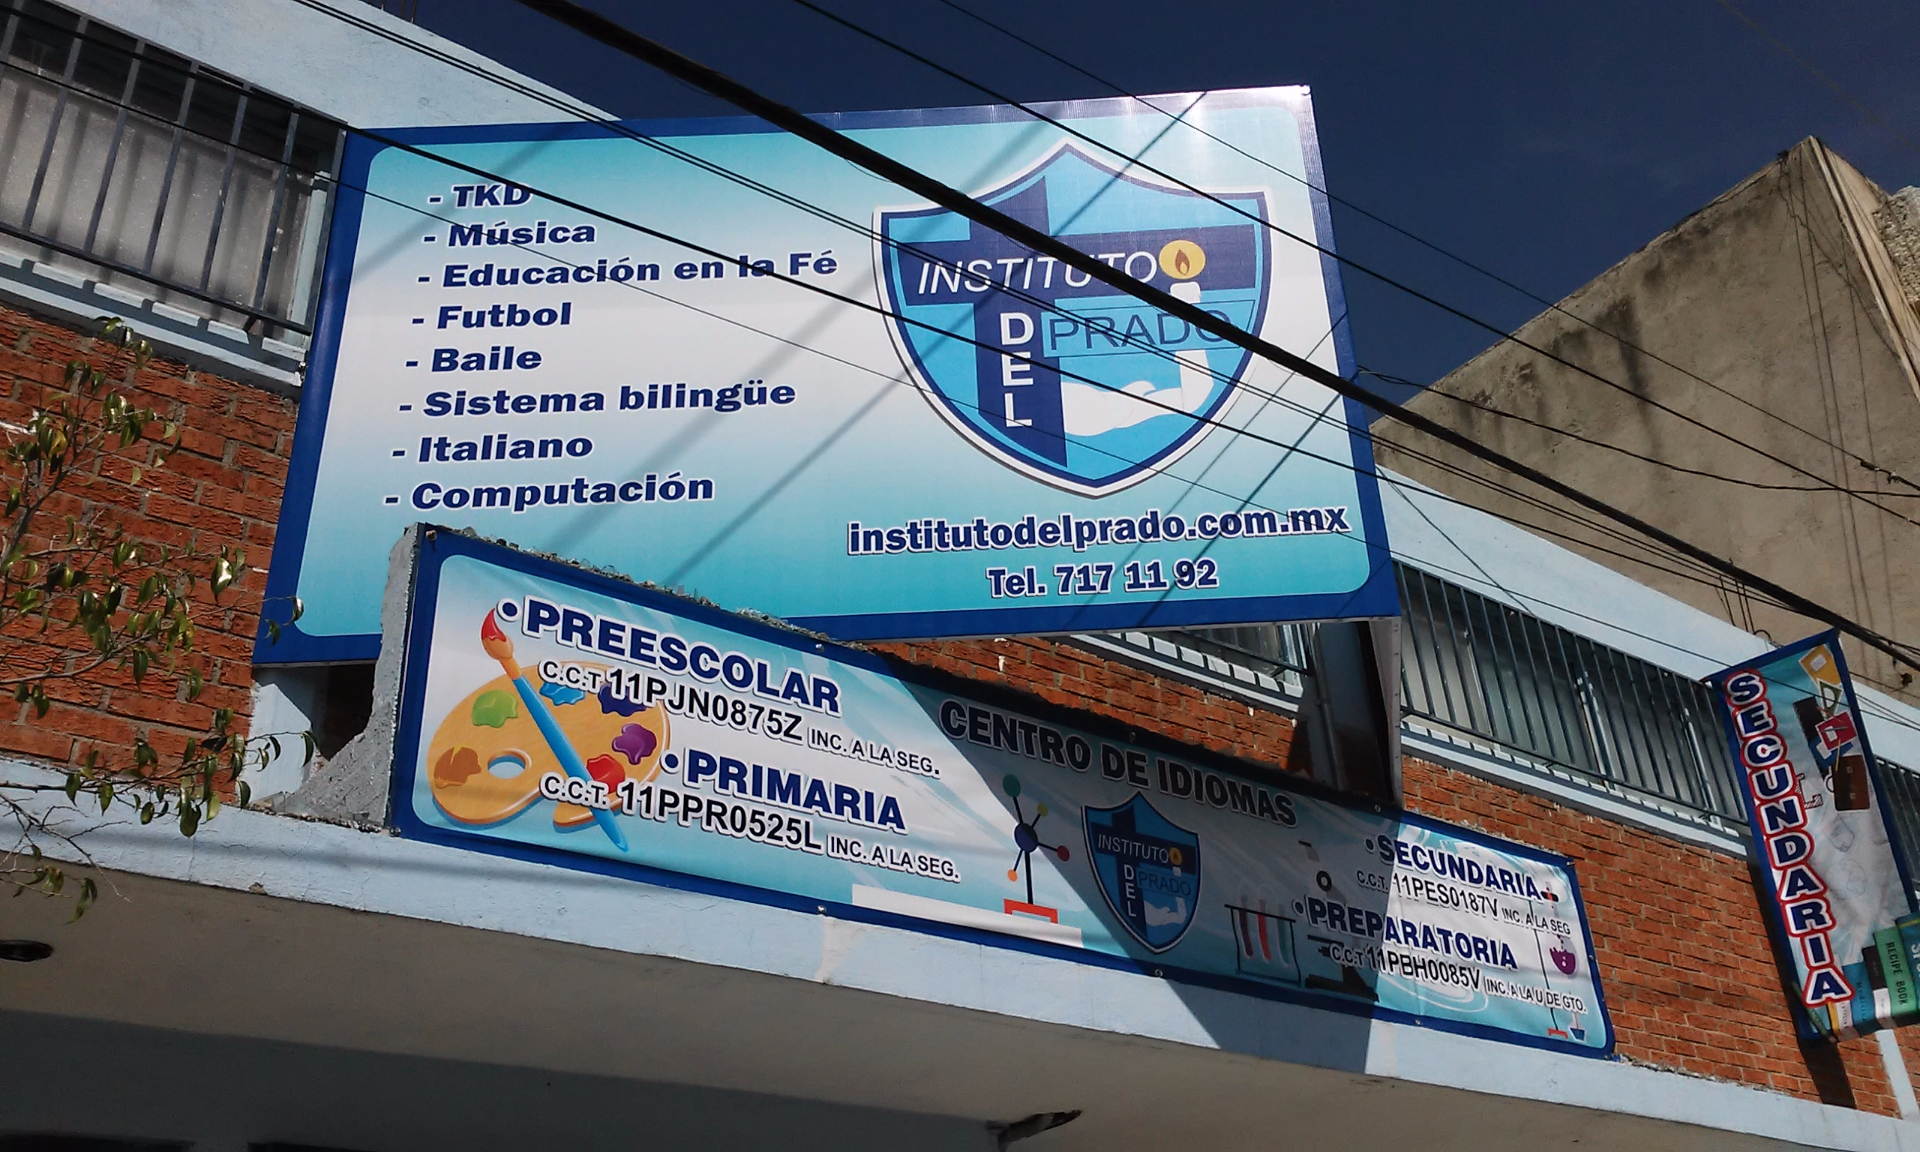 - TKD
- Música
- Educación en la Fé
- Futbol
- Baile
- Sistema bilingüe
- Italiano
- Computación
INSTITUTO
DEL
PRADO
institutodelprado.com.mx
Tel. 717 11 92
• PREESCOLAR
C.C.T 11PJN0875Z INC. A LA SEG.
• PRIMARIA
C.C.T. 11PPR0525L INC. A LA SEG.
CENTRO DE IDIOMAS
INSTITUTO
DEL
PRADO
• SECUNDARIA
C.C.T. 11PES0187V INC. A LA SEG
• PREPARATORIA
C.C.T 11PBH0085V INC. A LA U DE GTO.
SECUNDARIA
RECIPE BOOK